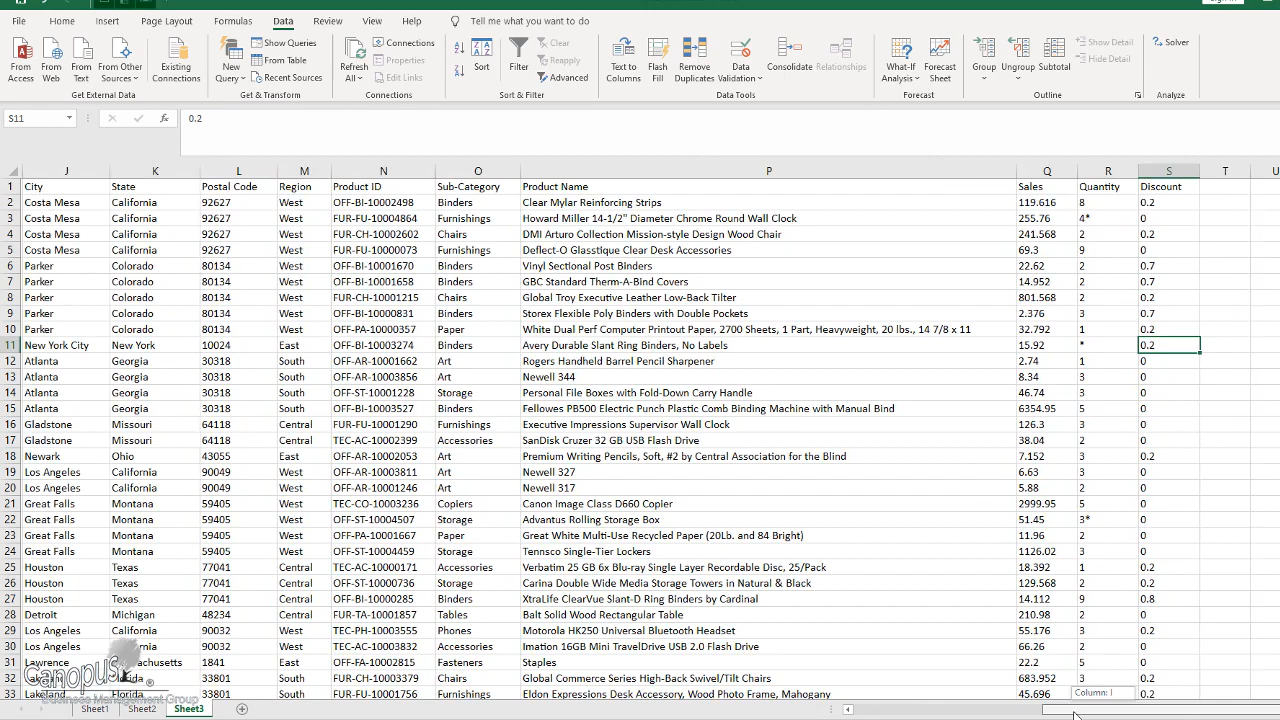 File Home Insert Page Layout Formulas Data Review View Help Tell me what you want to do
From Access From Web From Text From Other Sources Existing Connections New Query Show Queries From Table Recent Sources Refresh All Connections Properties Edit Links Sort Filter Clear Reapply Advanced Text to Columns Flash Fill Remove Duplicates Data Validation Consolidate Relationships What-If Analysis Forecast Sheet Group Ungroup Subtotal Show Detail Hide Detail Solver
Get External Data Get & Transform Connections Sort & Filter Data Tools Forecast Outline Analyze
S11 fx 0.2
J K L M N O P Q R S T U
1 City State Postal Code Region Product ID Sub-Category Product Name Sales Quantity Discount
2 Costa Mesa California 92627 West OFF-BI-10002498 Binders Clear Mylar Reinforcing Strips 119.616 8 0.2
3 Costa Mesa California 92627 West FUR-FU-10004864 Furnishings Howard Miller 14-1/2" Diameter Chrome Round Wall Clock 255.76 4* 0
4 Costa Mesa California 92627 West FUR-CH-10002602 Chairs DMI Arturo Collection Mission-style Design Wood Chair 241.568 2 0.2
5 Costa Mesa California 92627 West FUR-FU-10000073 Furnishings Deflect-O Glasstique Clear Desk Accessories 69.3 9 0
6 Parker Colorado 80134 West OFF-BI-10001670 Binders Vinyl Sectional Post Binders 22.62 2 0.7
7 Parker Colorado 80134 West OFF-BI-10001658 Binders GBC Standard Therm-A-Bind Covers 14.952 2 0.7
8 Parker Colorado 80134 West FUR-CH-10001215 Chairs Global Troy Executive Leather Low-Back Tilter 801.568 2 0.2
9 Parker Colorado 80134 West OFF-BI-10000831 Binders Storex Flexible Poly Binders with Double Pockets 2.376 3 0.7
10 Parker Colorado 80134 West OFF-PA-10000357 Paper White Dual Perf Computer Printout Paper, 2700 Sheets, 1 Part, Heavyweight, 20 lbs., 14 7/8 x 11 32.792 1 0.2
11 New York City New York 10024 East OFF-BI-10003274 Binders Avery Durable Slant Ring Binders, No Labels 15.92 * 0.2
12 Atlanta Georgia 30318 South OFF-AR-10001662 Art Rogers Handheld Barrel Pencil Sharpener 2.74 1 0
13 Atlanta Georgia 30318 South OFF-AR-10003856 Art Newell 344 8.34 3 0
14 Atlanta Georgia 30318 South OFF-ST-10001228 Storage Personal File Boxes with Fold-Down Carry Handle 46.74 3 0
15 Atlanta Georgia 30318 South OFF-BI-10003527 Binders Fellowes PB500 Electric Punch Plastic Comb Binding Machine with Manual Bind 6354.95 5 0
16 Gladstone Missouri 64118 Central FUR-FU-10001290 Furnishings Executive Impressions Supervisor Wall Clock 126.3 3 0
17 Gladstone Missouri 64118 Central TEC-AC-10002399 Accessories SanDisk Cruzer 32 GB USB Flash Drive 38.04 2 0
18 Newark Ohio 43055 East OFF-AR-10002053 Art Premium Writing Pencils, Soft, #2 by Central Association for the Blind 7.152 3 0.2
19 Los Angeles California 90049 West OFF-AR-10003811 Art Newell 327 6.63 3 0
20 Los Angeles California 90049 West OFF-AR-10001246 Art Newell 317 5.88 2 0
21 Great Falls Montana 59405 West TEC-CO-10003236 Copiers Canon Image Class D660 Copier 2999.95 5 0
22 Great Falls Montana 59405 West OFF-ST-10004507 Storage Advantus Rolling Storage Box 51.45 3* 0
23 Great Falls Montana 59405 West OFF-PA-10001667 Paper Great White Multi-Use Recycled Paper (20Lb. and 84 Bright) 11.96 2 0
24 Great Falls Montana 59405 West OFF-ST-10004459 Storage Tennsco Single-Tier Lockers 1126.02 3 0
25 Houston Texas 77041 Central TEC-AC-10000171 Accessories Verbatim 25 GB 6x Blu-ray Single Layer Recordable Disc, 25/Pack 18.392 1 0.2
26 Houston Texas 77041 Central OFF-ST-10000736 Storage Carina Double Wide Media Storage Towers in Natural & Black 129.568 2 0.2
27 Houston Texas 77041 Central OFF-BI-10000285 Binders XtraLife ClearVue Slant-D Ring Binders by Cardinal 14.112 9 0.8
28 Detroit Michigan 48234 Central FUR-TA-10001857 Tables Balt Solid Wood Rectangular Table 210.98 2 0
29 Los Angeles California 90032 West TEC-PH-10003555 Phones Motorola HK250 Universal Bluetooth Headset 55.176 3 0.2
30 Los Angeles California 90032 West TEC-AC-10003832 Accessories Imation 16GB Mini TravelDrive USB 2.0 Flash Drive 66.26 2 0
31 Lawrence Massachusetts 1841 East OFF-FA-10002815 Fasteners Staples 22.2 5 0
32 Florida 33801 South FUR-CH-10003379 Chairs Global Commerce Series High-Back Swivel/Tilt Chairs 683.952 3 0.2
33 Lakeland Florida 33801 South FUR-FU-10001756 Furnishings Eldon Expressions Desk Accessory, Wood Photo Frame, Mahogany 45.696 0.2
Column: I
Canopus ®
Business Management Group
Sheet1 Sheet2 Sheet3